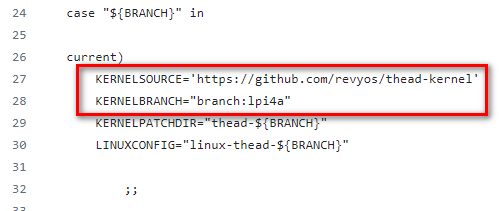 24 case "${BRANCH}" in
25
26 current)
27 KERNELSOURCE='https://github.com/revyos/thead-kernel'
28 KERNELBRANCH="branch:lpi4a"
29 KERNELPATCHDIR="thead-${BRANCH}"
30 LINUXCONFIG="linux-thead-${BRANCH}"
31
32 ;;
33